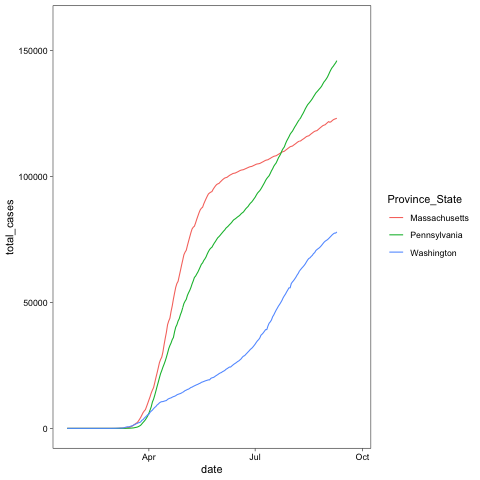 150000
100000
50000
0
total_cases
Apr
Jul
Oct
date
Province_State
Massachusetts
Pennsylvania
Washington